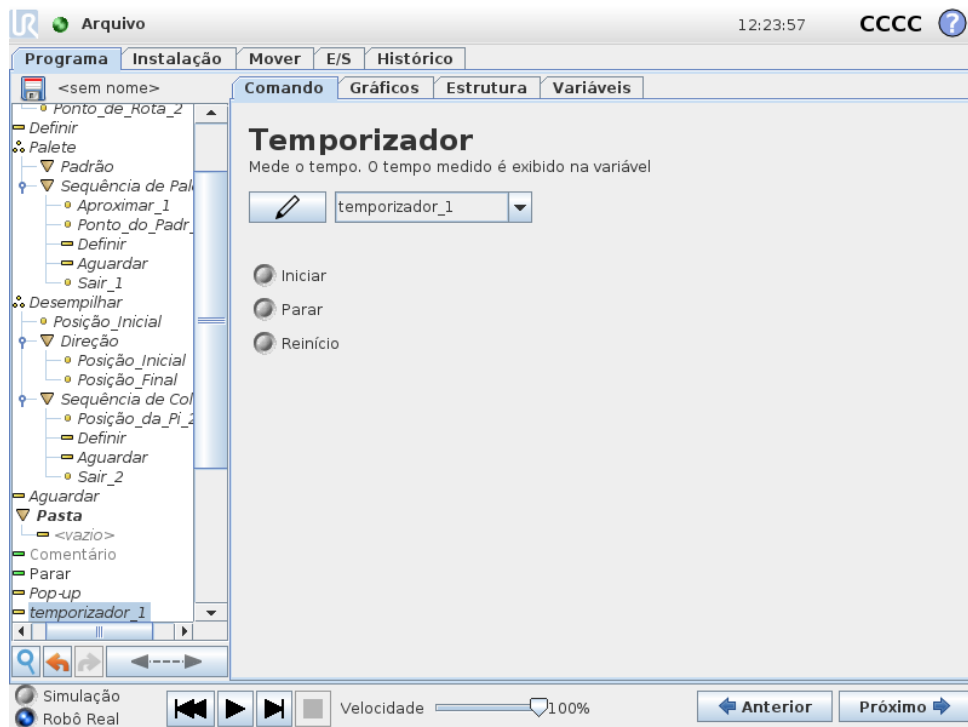 UR Arquivo 12:23:57 CCCC ?
Programa Instalação Mover E/S Histórico
<sem nome>
Comando Gráficos Estrutura Variáveis
Ponto_de_Rota_2
Definir
Palete
Padrão
Sequência de Pal
Aproximar_1
Ponto_do_Padr_
Definir
Aguardar
Sair_1
Desempilhar
Posição_Inicial
Direção
Posição_Inicial
Posição_Final
Sequência de Col
Posição_da_Pi_2
Definir
Aguardar
Sair_2
Aguardar
Pasta
<vazio>
Comentário
Parar
Pop-up
temporizador_1
Temporizador
Mede o tempo. O tempo medido é exibido na variável
temporizador_1
Iniciar
Parar
Reinício
Simulação
Robô Real
Velocidade 100%
Anterior Próximo